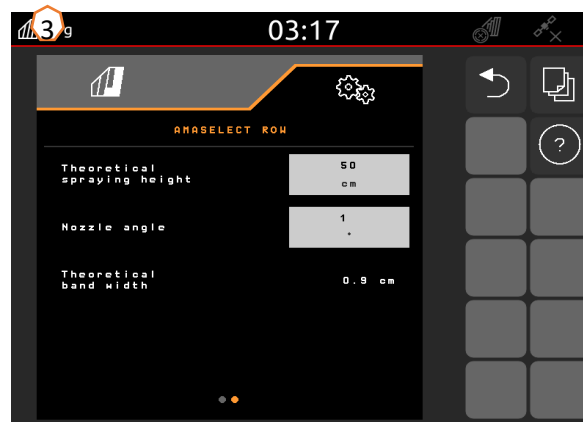 3
g
03:17
AMASELECT ROW
Theoretical
spraying height
50
cm
Nozzle angle
1
°
Theoretical
band width
0.9 cm
?